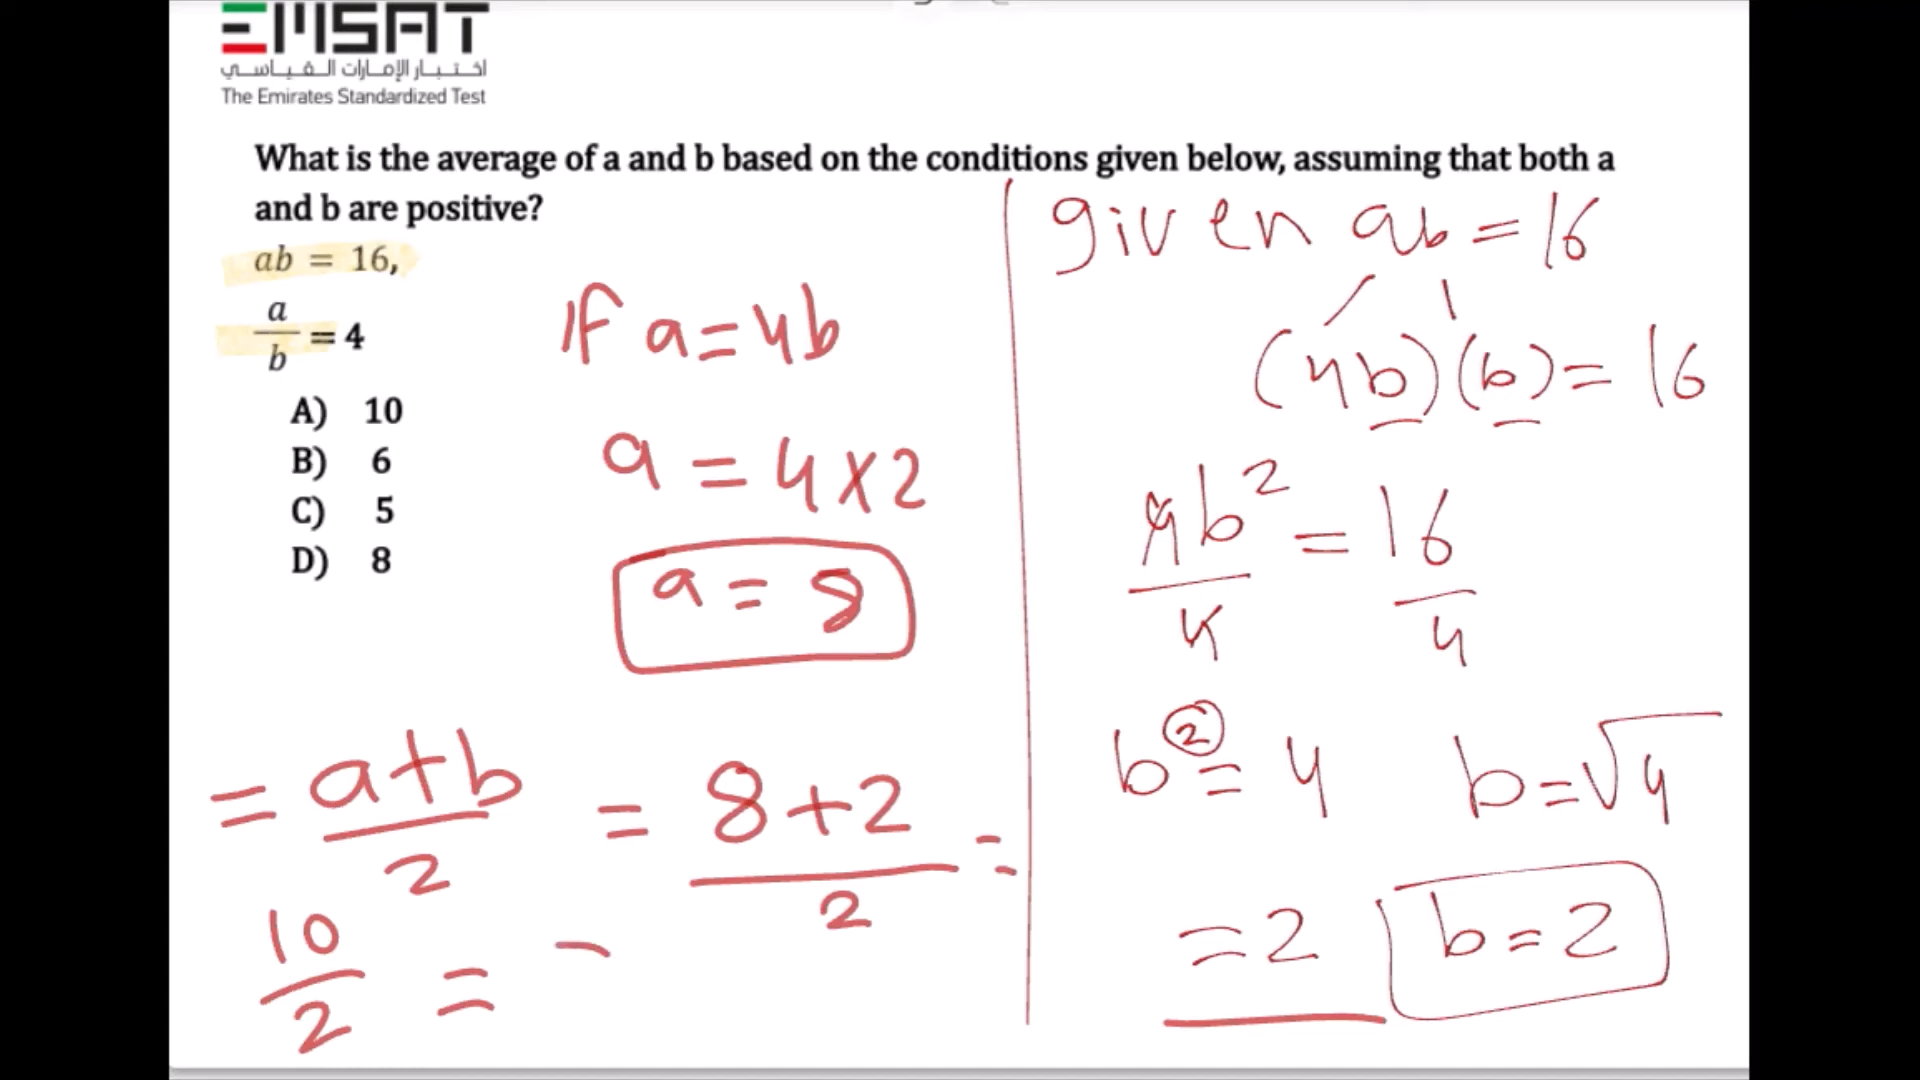 EMSAT
اختبار الإمارات القياسي
The Emirates Standardized Test
What is the average of a and b based on the conditions given below, assuming that both a
and b are positive?
ab = 16,
a/b = 4
A) 10
B) 6
C) 5
D) 8
If a = 4b
a = 4 x 2
a = 8
= a+b/2 = 8+2/2 =
10/2 =
given ab = 16
(4b)(b) = 16
4b² = 16
4 4
b² = 4 b = √4
= 2 b = 2